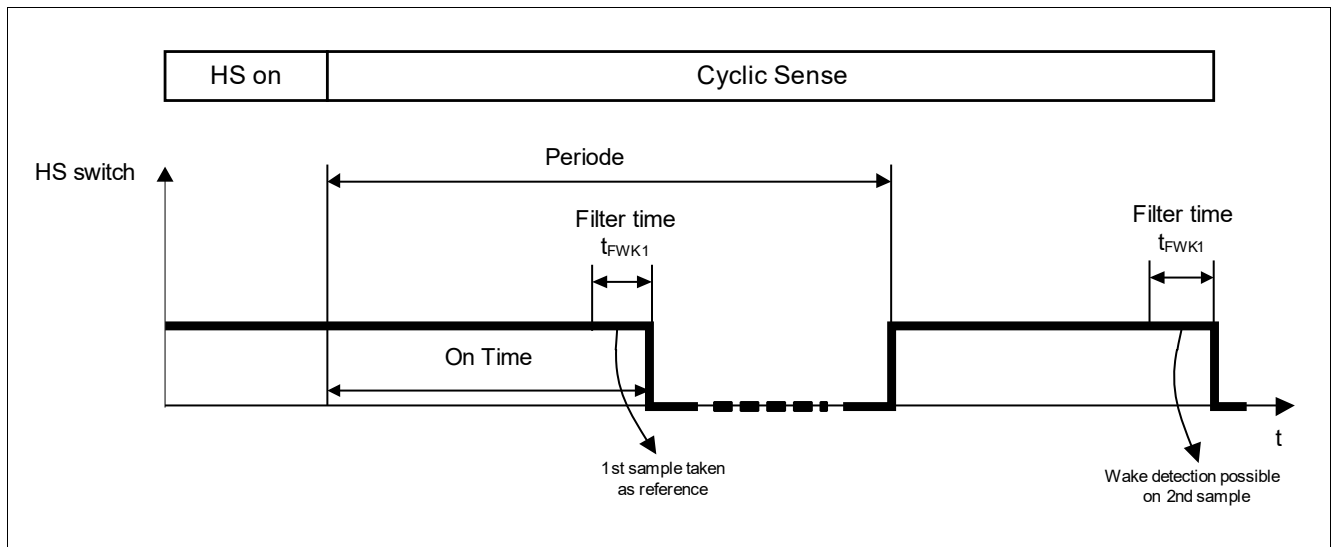 HS on
Cyclic Sense
HS switch
Periode
Filter time
tFWK1
Filter time
tFWK1
On Time
t
1st sample taken
as reference
Wake detection possible
on 2nd sample